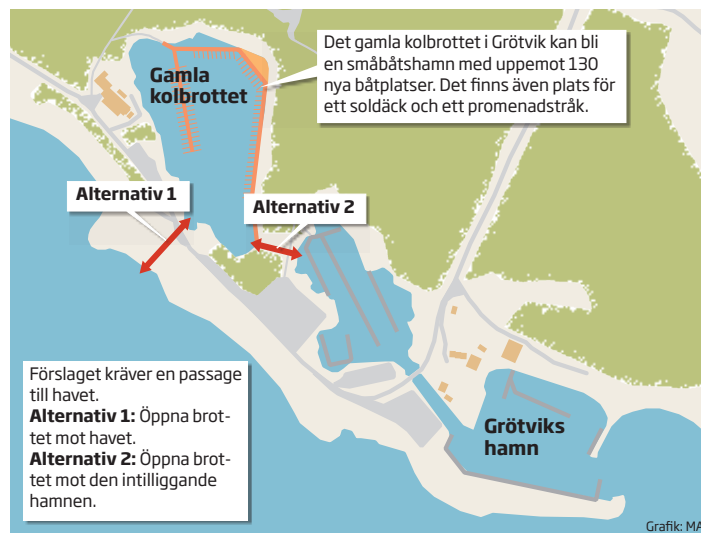 Gamla
kolbrottet
Det gamla kolbrottet i Grötvik kan bli
en småbåtshamn med uppemot 130
nya båtplatser. Det finns även plats för
ett soldäck och ett promenadstråk.
Alternativ 1
Alternativ 2
Förslaget kräver en passage
till havet.
Alternativ 1: Öppna brot-
tet mot havet.
Alternativ 2: Öppna brot-
tet mot den intilliggande
hamnen.
Grötviks
hamn
Grafik: MA